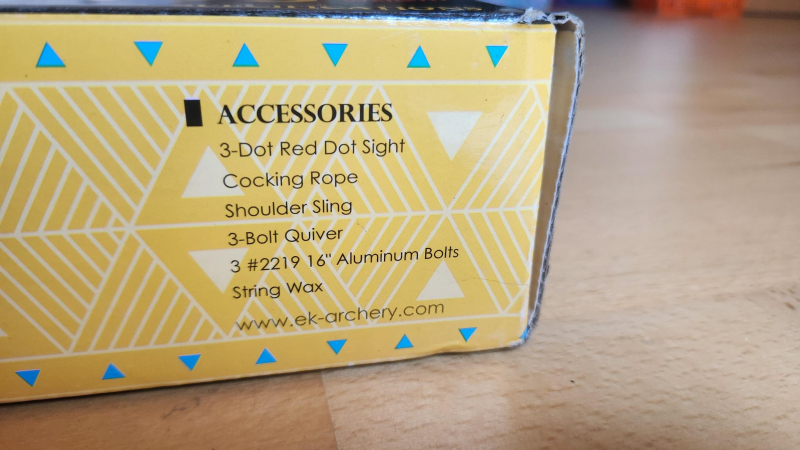 ACCESSORIES
3-Dot Red Dot Sight
Cocking Rope
Shoulder Sling
3-Bolt Quiver
3 #2219 16" Aluminum Bolts
String Wax
www.ek-archery.com